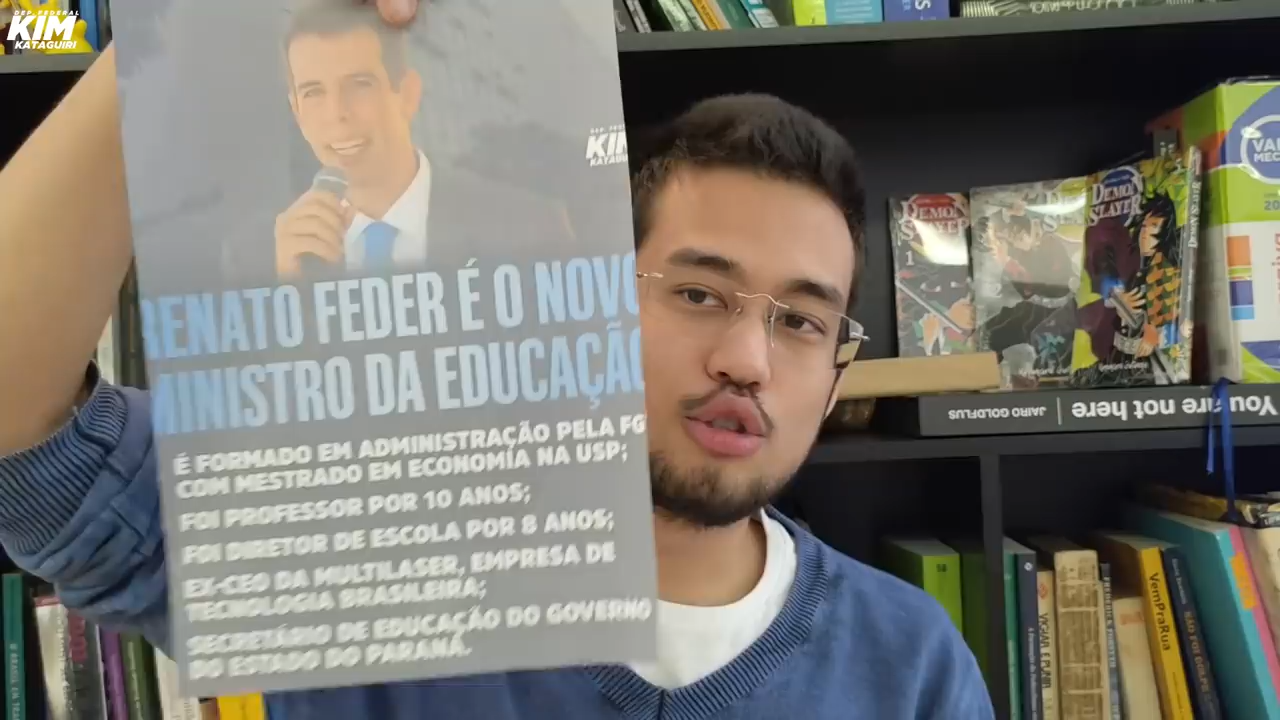 DEP. FEDERAL
KIM
KATAGUIRI
RENATO FEDER É O NOVO
MINISTRO DA EDUCAÇÃO
É FORMADO EM ADMINISTRAÇÃO PELA FG
COM MESTRADO EM ECONOMIA NA USP;
FOI PROFESSOR POR 10 ANOS;
FOI DIRETOR DE ESCOLA POR 8 ANOS;
EX-CEO DA MULTILASER, EMPRESA DE
TECNOLOGIA BRASILEIRA;
SECRETÁRIO DE EDUCAÇÃO DO GOVERNO
DO ESTADO DO PARANÁ.
DEMON
SLAYER
1
DEMON
SLAYER
You are not here
JAIRO GOLDFLUS
VemPraRua